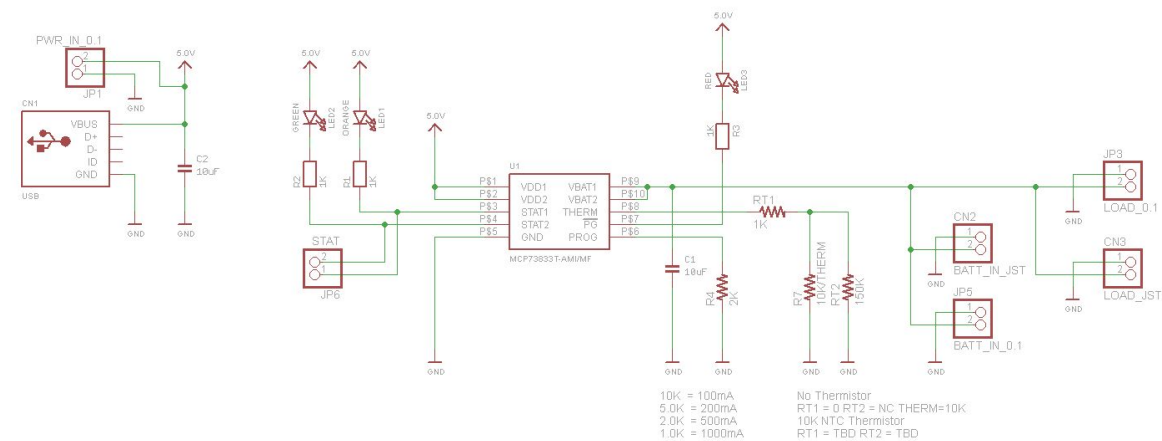 PWR_IN_0.1
2
1
JP1
5.0V
GND
CN1
VBUS
D+
D-
ID
GND
USB
C2
10uF
GND
GND
5.0V
5.0V
GREEN
LED2
ORANGE
LED1
R2
1K
R1
1K
STAT
2
1
JP6
5.0V
GND
U1
P$1 VDD1 VBAT1 P$9
P$2 VDD2 VBAT2 P$10
P$3 STAT1 THERM P$8
P$4 STAT2 PG P$7
P$5 GND PROG P$6
MCP73833T-AMI/MF
5.0V
RED
LED3
1K
R3
RT1
1K
C1
10uF
GND
R4
2K
GND
R7
10K/THERM
GND
RT2
150K
GND
JP3
1
2
LOAD_0.1
GND
CN2
1
2
BATT_IN_JST
GND
CN3
1
2
LOAD_JST
GND
JP5
1
2
BATT_IN_0.1
GND
10K = 100mA
5.0K = 200mA
2.0K = 500mA
1.0K = 1000mA
No Thermistor
RT1 = 0 RT2 = NC THERM=10K
10K NTC Thermistor
RT1 = TBD RT2 = TBD